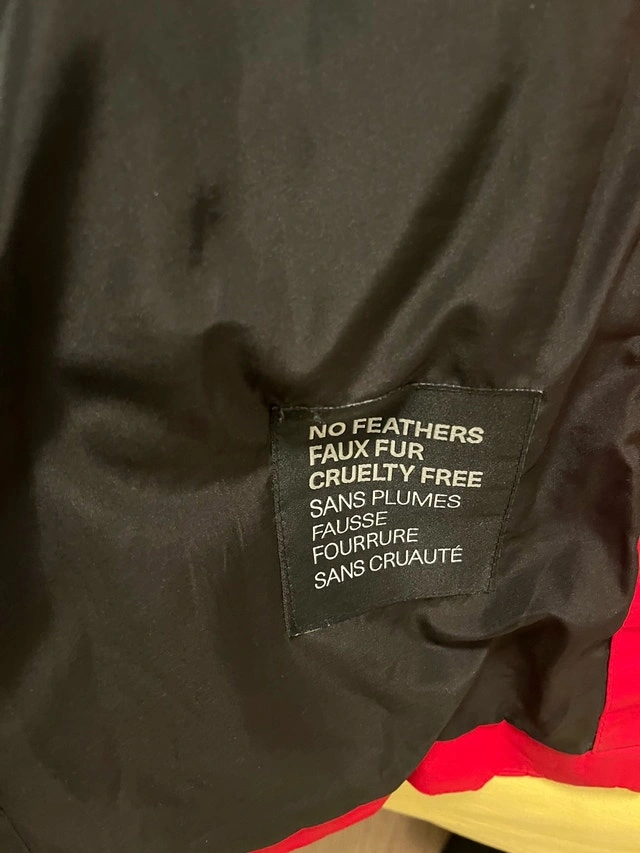 NO FEATHERS
FAUX FUR
CRUELTY FREE
SANS PLUMES
FAUSSE
FOURRURE
SANS CRUAUTÉ